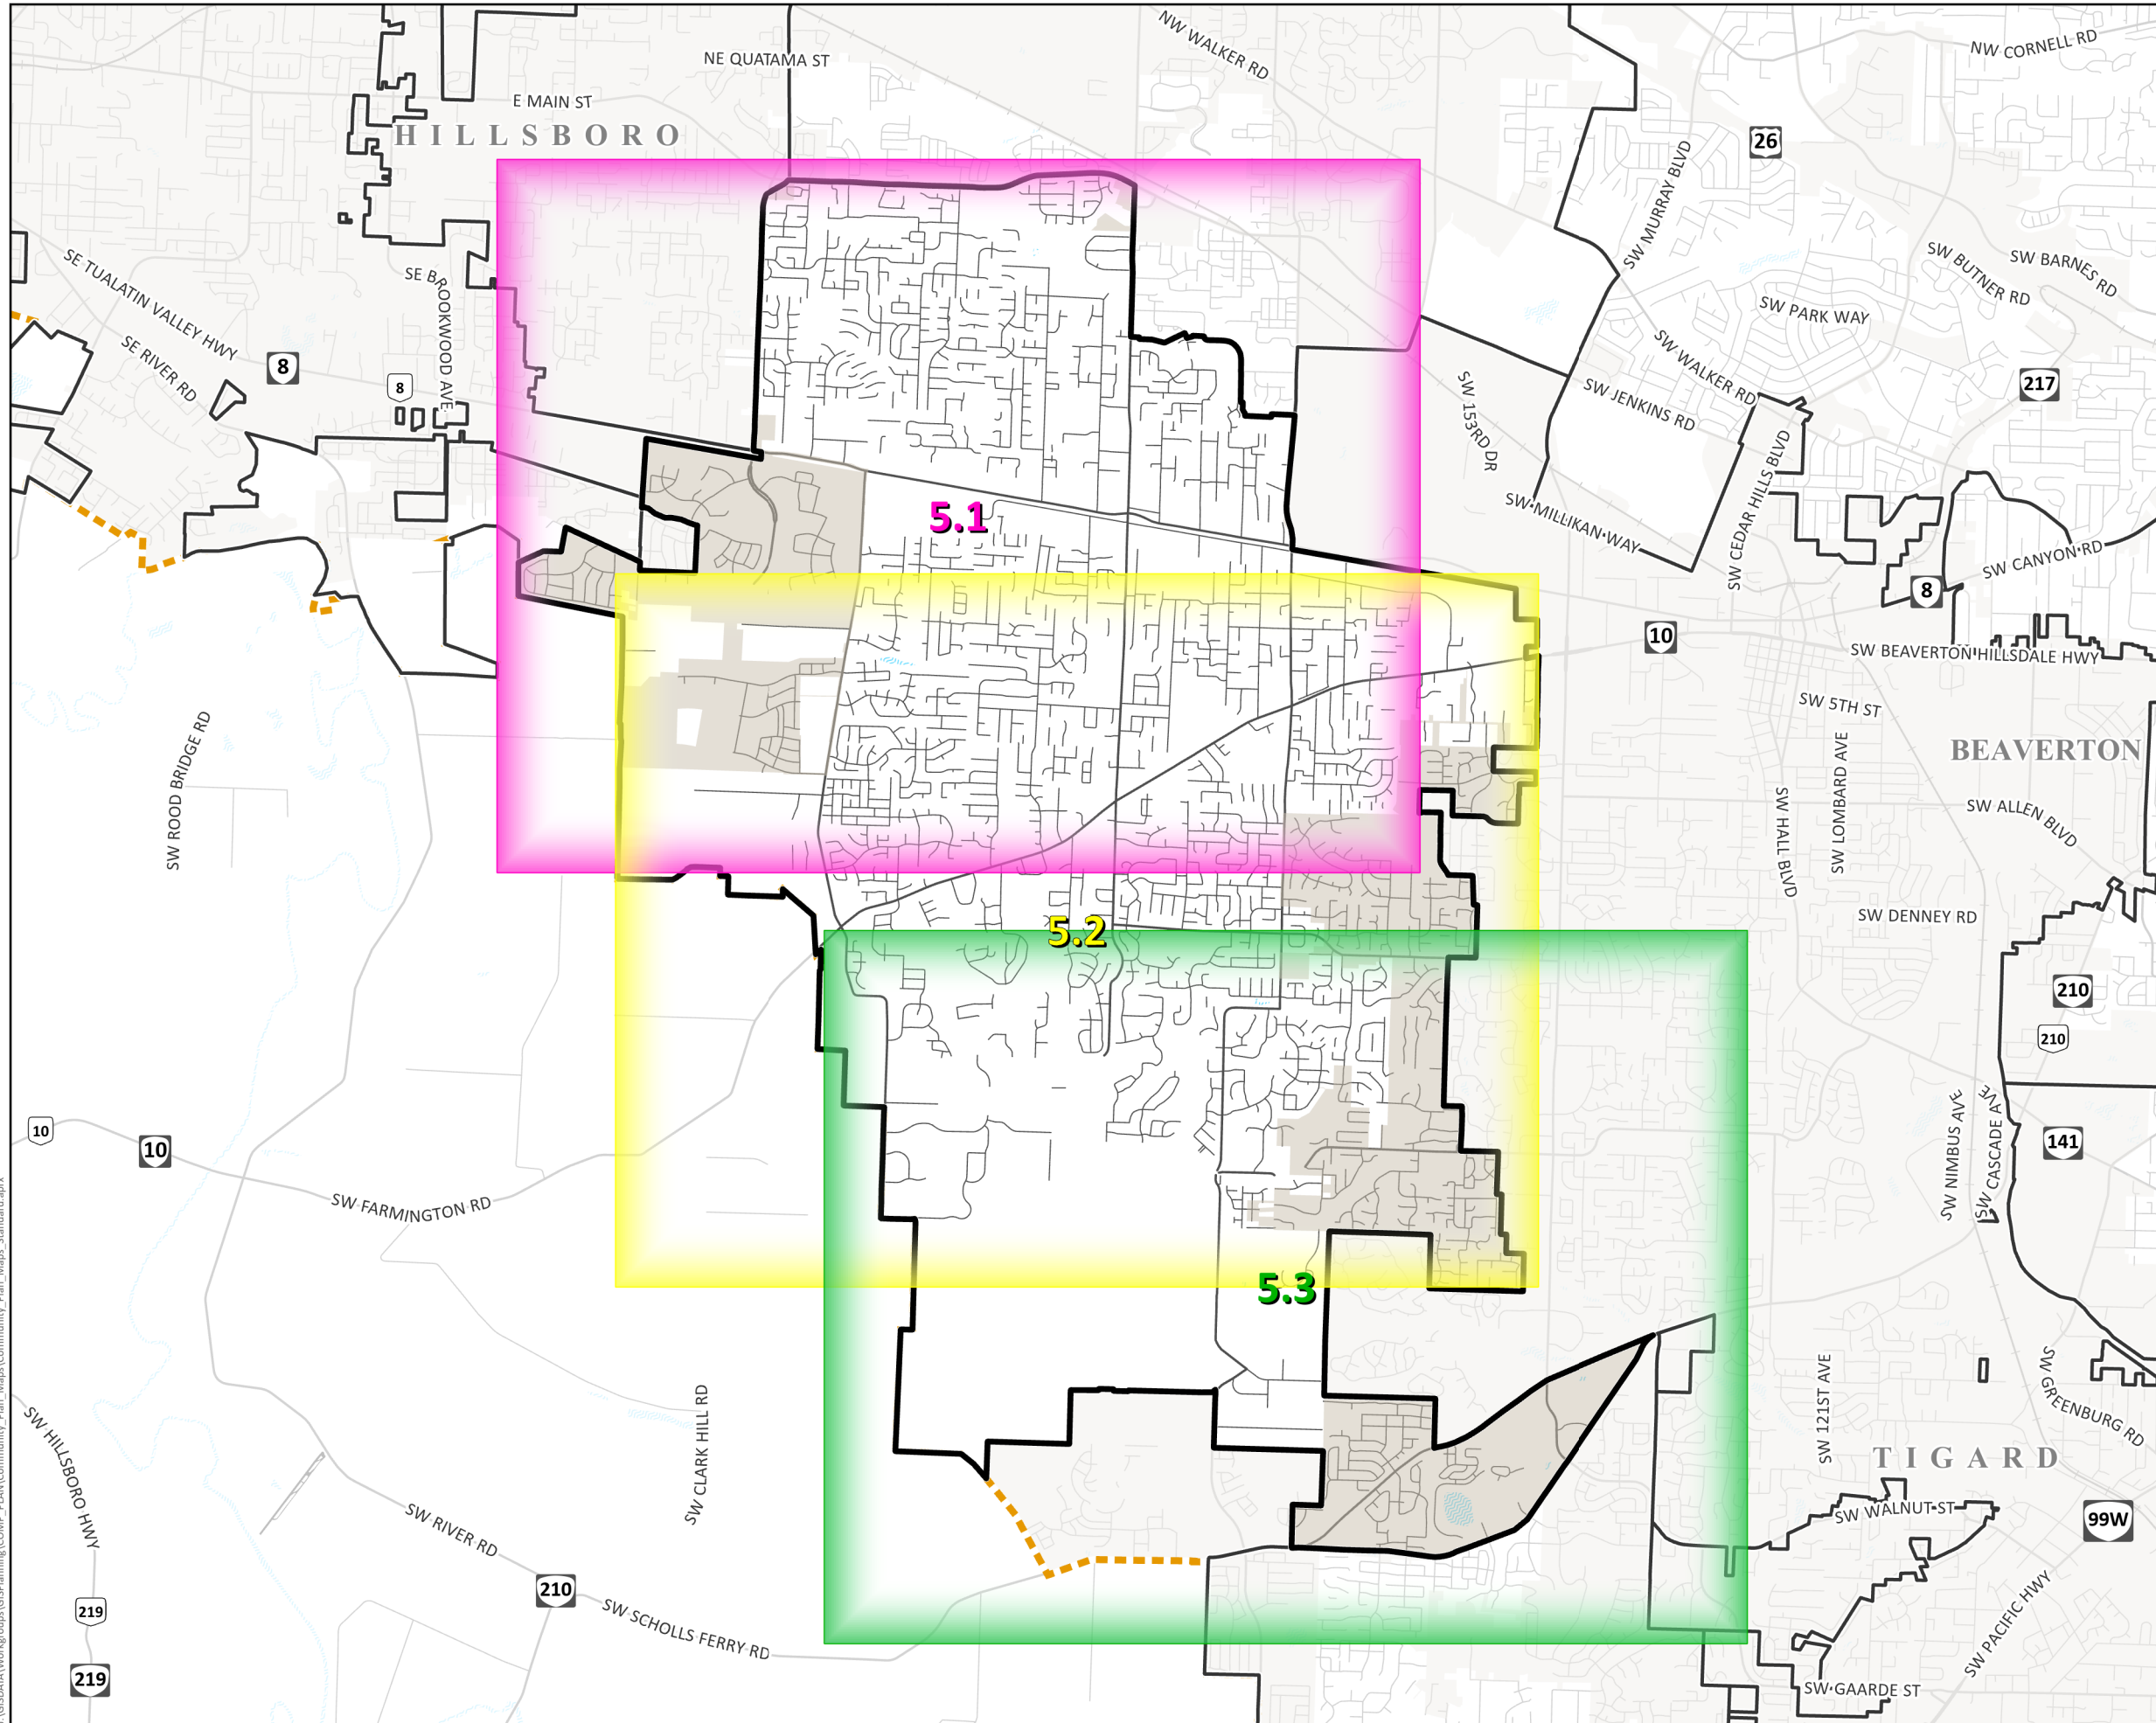 NW CORNELL RD
NW WALKER RD
NE QUATAMA ST
E MAIN ST
HILLSBORO
26
SW MURRAY BLVD
SW BUTNER RD
SW BARNES RD
SE TUALATIN VALLEY HWY
SE BROOKWOOD AVE
SW PARK WAY
SE RIVER RD
8
8
SW WALKER RD
217
SW JENKINS RD
SW 153RD DR
SW CEDAR HILLS BLVD
5.1
SW MILLIKAN WAY
SW CANYON RD
8
10
SW BEAVERTON HILLSDALE HWY
SW 5TH ST
SW ROOD BRIDGE RD
BEAVERTON
SW LOMBARD AVE
SW HALL BLVD
SW ALLEN BLVD
SW DENNEY RD
5.2
210
210
10
10
SW NIMBUS AVE
SW CASCADE AVE
141
SW FARMINGTON RD
5.3
SW CLARK HILL RD
SW HILLSBORO HWY
SW 121ST AVE
SW GREENBURG RD
TIGARD
SW WALNUT ST
99W
SW RIVER RD
210
219
SW SCHOLLS FERRY RD
SW PACIFIC HWY
219
SW GAARDE ST